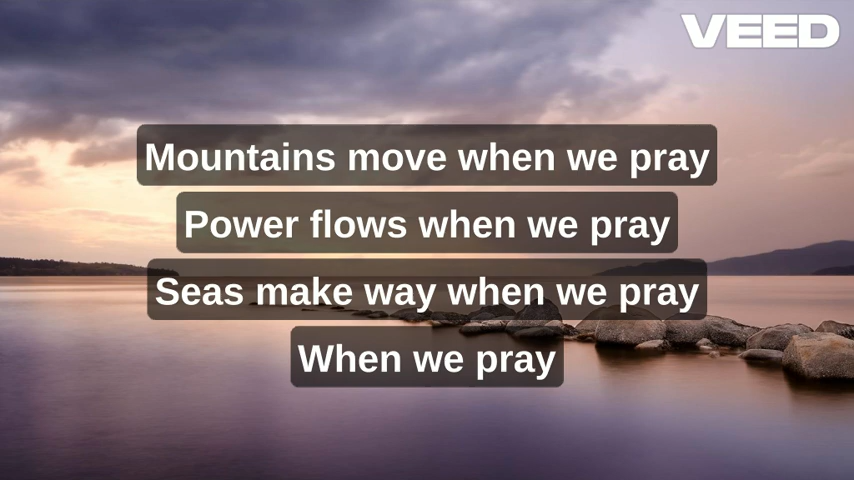 VEED
Mountains move when we pray
Power flows when we pray
Seas make way when we pray
When we pray